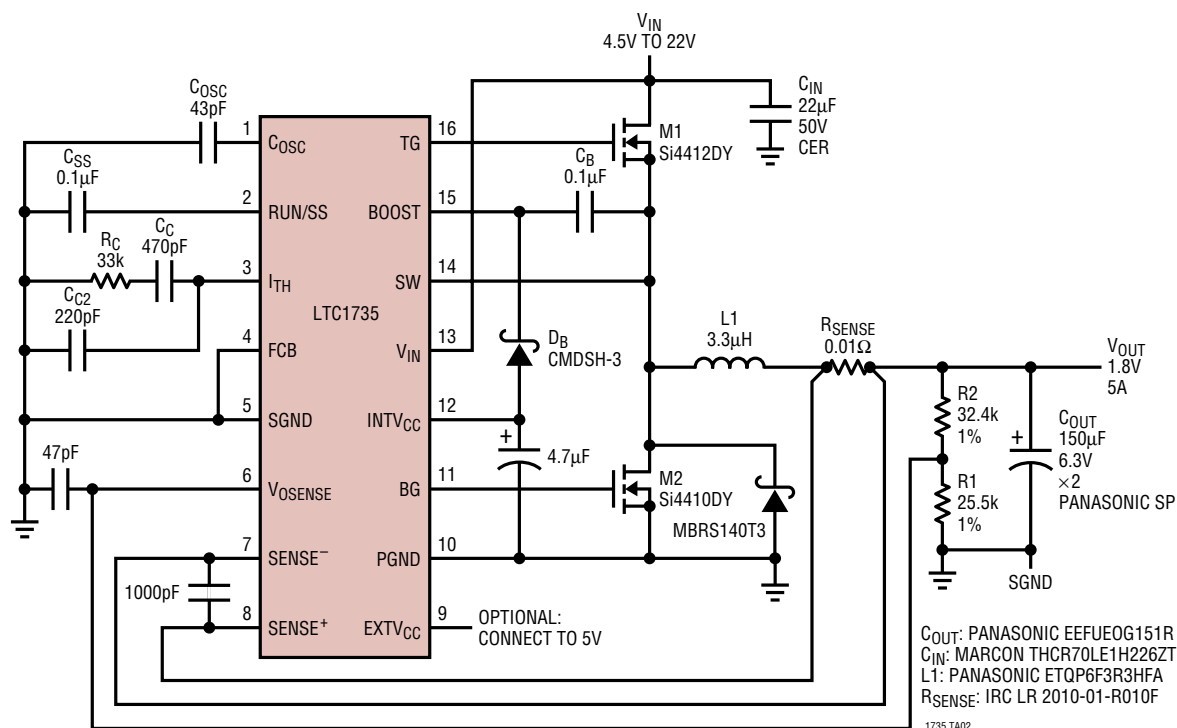 V_IN
4.5V TO 22V
C_OSC
43pF
C_SS
0.1µF
R_C
33k
C_C
470pF
C_C2
220pF
47pF
1000pF
1
C_OSC
2
RUN/SS
3
I_TH
4
FCB
5
SGND
6
V_OSENSE
7
SENSE⁻
8
SENSE⁺
LTC1735
TG
16
BOOST
15
SW
14
V_IN
13
INTV_CC
12
BG
11
PGND
10
EXTV_CC
9
OPTIONAL:
CONNECT TO 5V
C_IN
22µF
50V
CER
M1
Si4412DY
C_B
0.1µF
D_B
CMDSH-3
+
4.7µF
L1
3.3µH
R_SENSE
0.01Ω
M2
Si4410DY
MBRS140T3
V_OUT
1.8V
5A
R2
32.4k
1%
R1
25.5k
1%
+
C_OUT
150µF
6.3V
×2
PANASONIC SP
SGND
C_OUT: PANASONIC EEFUEOG151R
C_IN: MARCON THCR70LE1H226ZT
L1: PANASONIC ETQP6F3R3HFA
R_SENSE: IRC LR 2010-01-R010F
1735 TA02